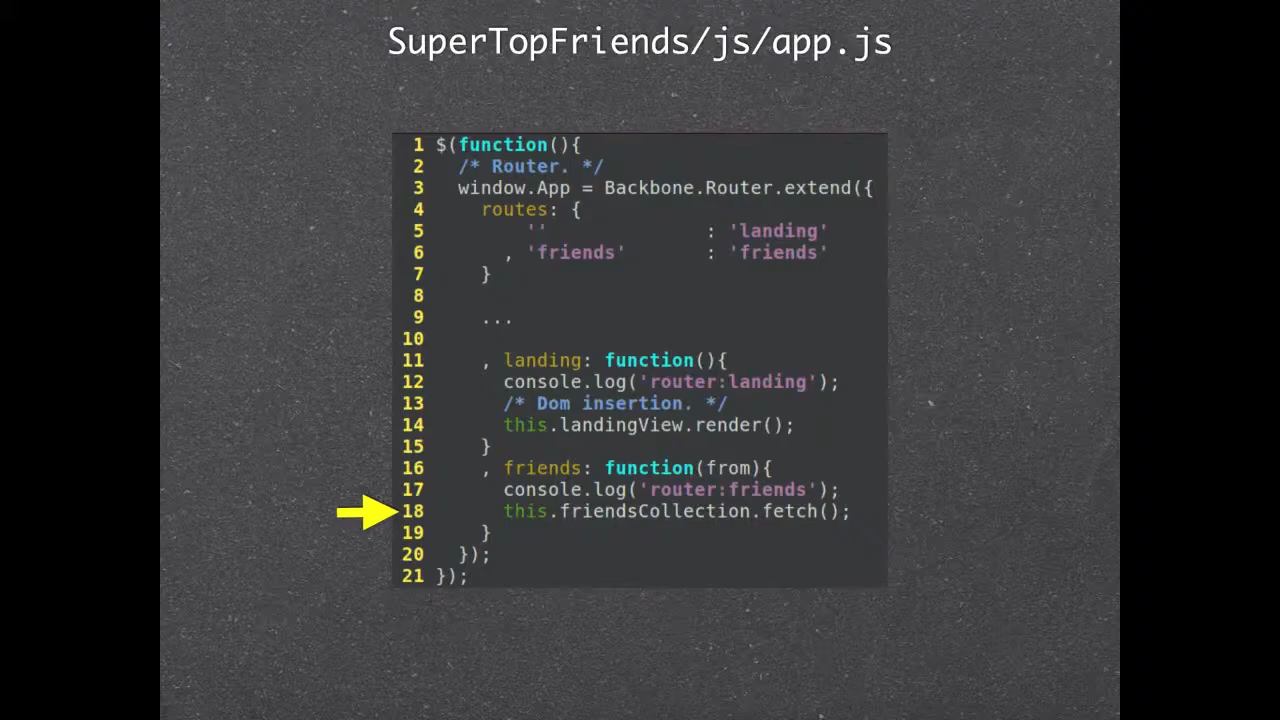 SuperTopFriends/js/app.js
1 $(function(){
2   /* Router. */
3   window.App = Backbone.Router.extend({
4     routes: {
5         ''              : 'landing'
6       , 'friends'       : 'friends'
7     }
8
9     ...
10
11     , landing: function(){
12       console.log('router:landing');
13       /* Dom insertion. */
14       this.landingView.render();
15     }
16     , friends: function(from){
17       console.log('router:friends');
18       this.friendsCollection.fetch();
19     }
20   });
21 });